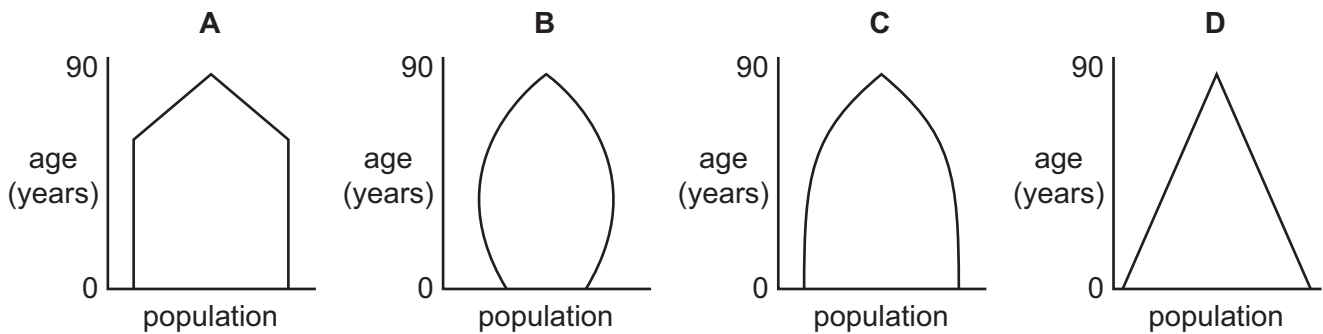 A
90
age
(years)
0
population
B
90
age
(years)
0
population
C
90
age
(years)
0
population
D
90
age
(years)
0
population